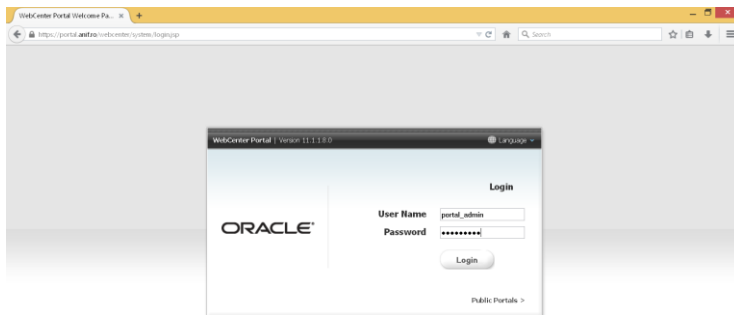 WebCenter Portal Welcome Pa...
https://portal.anif.ro/webcenter/system/login.jsp
Search
WebCenter Portal | Version 11.1.1.8.0
Language
Login
User Name
portal_admin
ORACLE®
Password
Login
Public Portals >